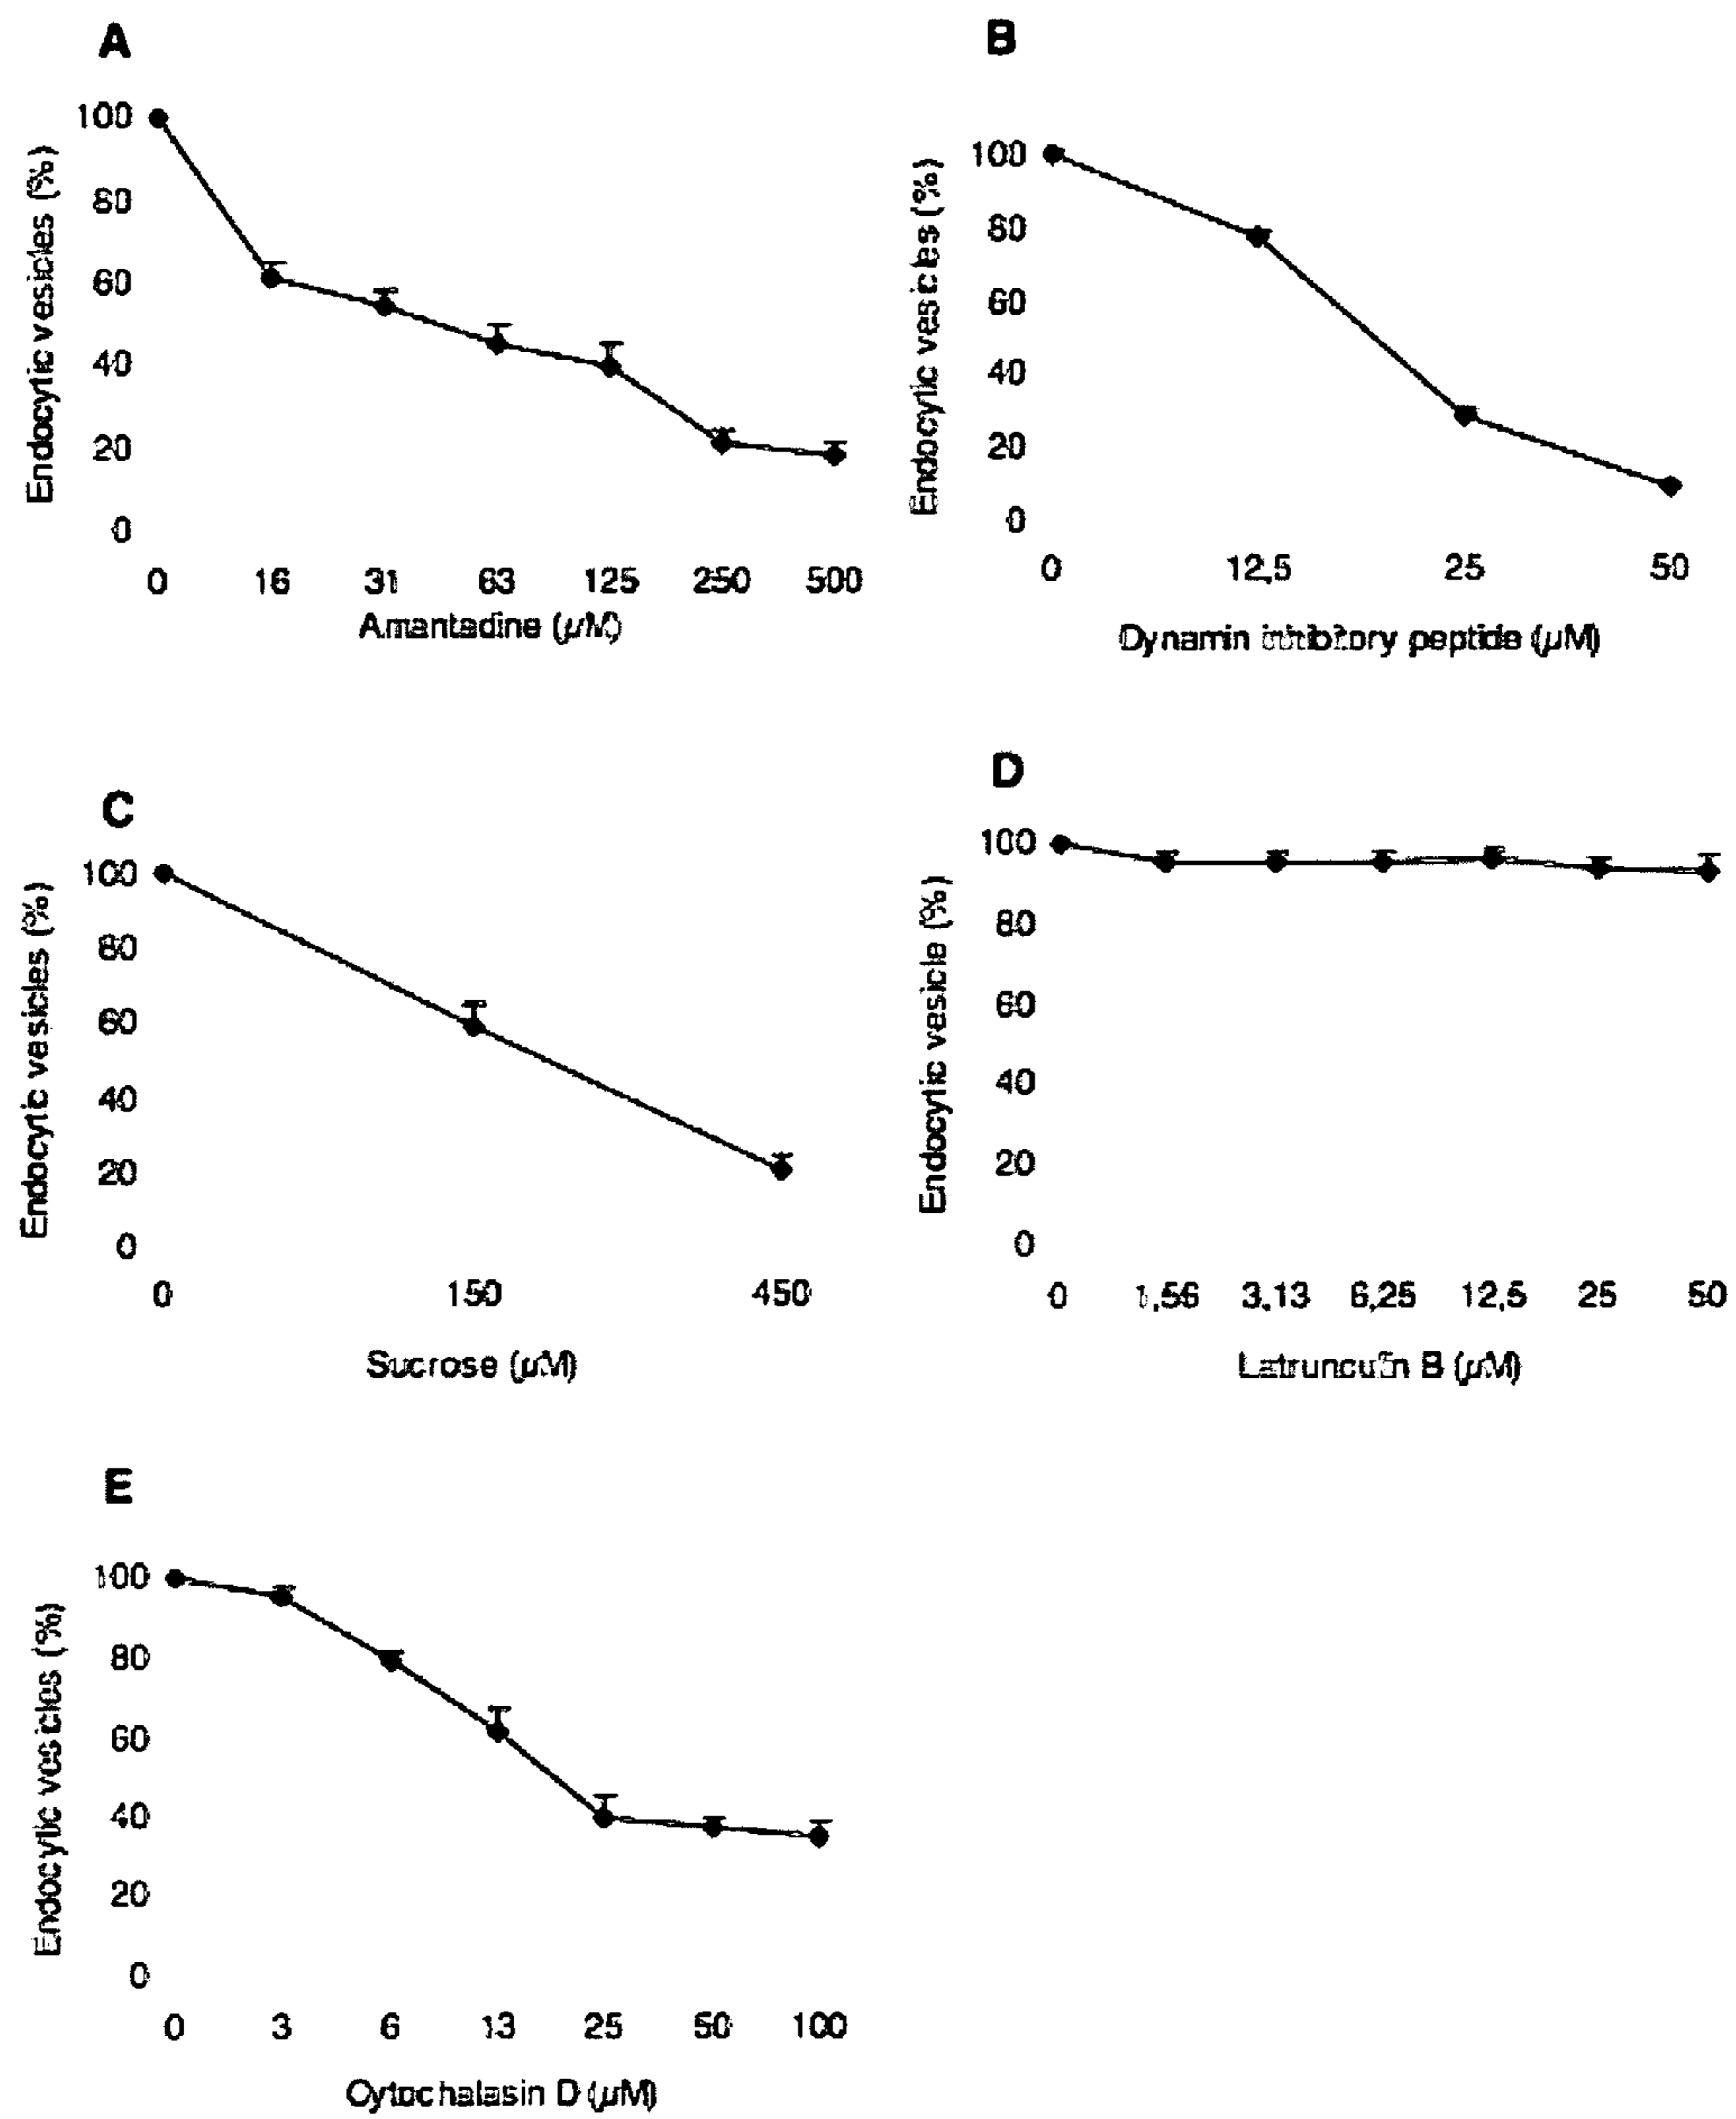 A
Endocytic vesicles (%)
100
80
60
40
20
0
0 16 31 63 125 250 500
Amantadine (μM)
B
Endocytic vesicles (%)
100
80
60
40
20
0
0 12,5 25 50
Dynamin inhibitory peptide (μM)
C
Endocytic vesicles (%)
100
80
60
40
20
0
0 150 450
Sucrose (μM)
D
Endocytic vesicle (%)
100
80
60
40
20
0
0 1,56 3,13 6,25 12,5 25 50
Latrunculin B (μM)
E
Endocytic vesicles (%)
100
80
60
40
20
0
0 3 6 13 25 50 100
Cytochalasin D (μM)